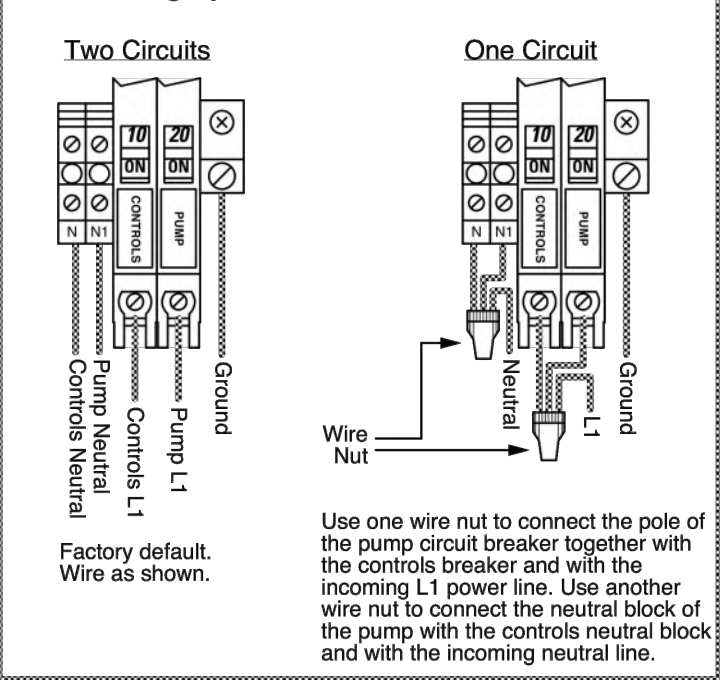 Two Circuits
10
20
ON
ON
CONTROLS
PUMP
N
N1
Controls Neutral
Pump Neutral
Controls L1
Pump L1
Ground
Factory default.
Wire as shown.
One Circuit
10
20
ON
ON
CONTROLS
PUMP
N
N1
Neutral
L1
Ground
Wire
Nut
Use one wire nut to connect the pole of
the pump circuit breaker together with
the controls breaker and with the
incoming L1 power line. Use another
wire nut to connect the neutral block of
the pump with the controls neutral block
and with the incoming neutral line.